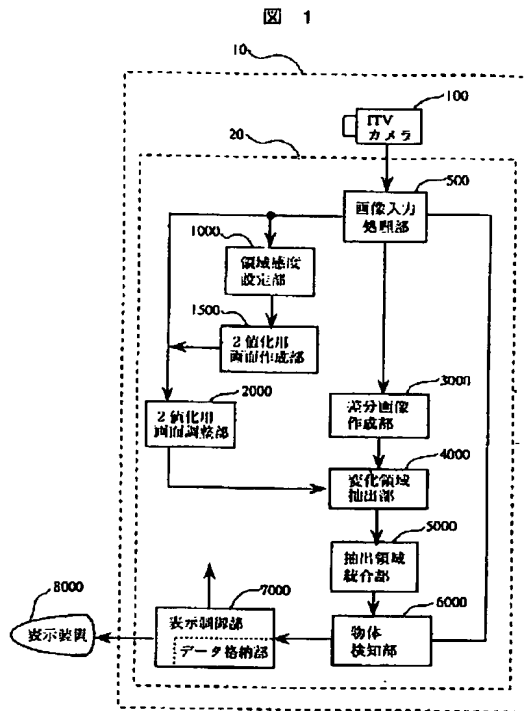 図 1
10
100
ITV
カメラ
20
500
画像入力
処理部
1000
領域感度
設定部
1500
2値化用
画面作成部
2000
2値化用
画面調整部
3000
差分画像
作成部
4000
変化領域
抽出部
5000
抽出領域
統合部
6000
物体
検知部
7000
表示制御部
データ格納部
8000
表示装置